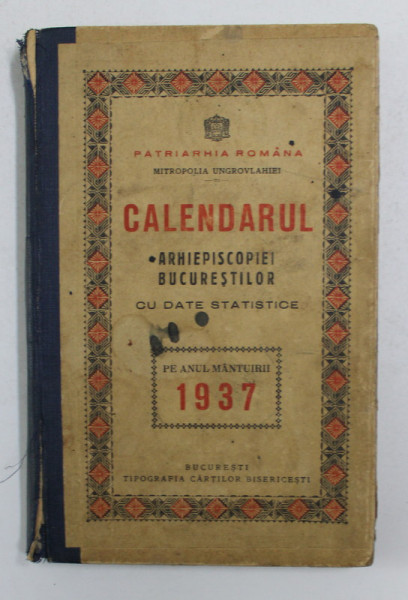 PATRIARHIA ROMÂNA
MITROPOLIA UNGROVLAHIEI
CALENDARUL
ARHIEPISCOPIEI
BUCUREȘTILOR
CU DATE STATISTICE
PE ANUL MÂNTUIRII
1937
BUCUREȘTI
TIPOGRAFIA CĂRȚILOR BISERICEȘTI